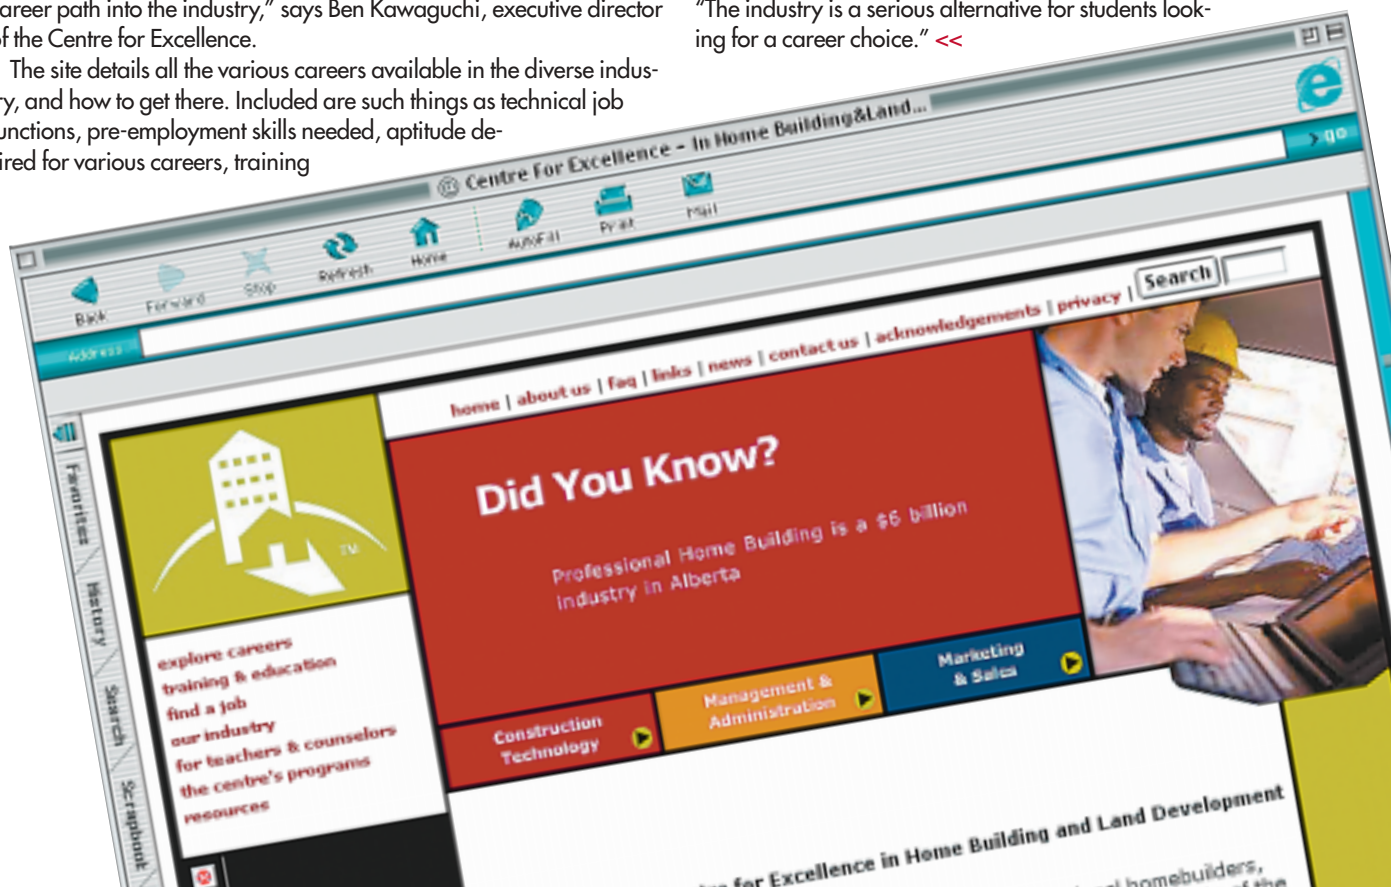 career path into the industry,” says Ben Kawaguchi, executive director
of the Centre for Excellence.
The site details all the various careers available in the diverse indus-
try, and how to get there. Included are such things as technical job
functions, pre-employment skills needed, aptitude de-
sired for various careers, training
“The industry is a serious alternative for students look-
ing for a career choice.” <<
Centre For Excellence - In Home Building&Land...
Back
Forward
Stop
Refresh
Home
AutoFill
Print
Mail
Address
> go
Favorites
History
Search
Scrapbook
home | about us | faq | links | news | contact us | acknowledgements | privacy |
Search
TM
Did You Know?
Professional Home Building is a $6 billion
industry in Alberta
explore careers
training & education
find a job
our industry
for teachers & counselors
the centre's programs
resources
Construction
Technology
Management &
Administration
Marketing
& Sales
for Excellence in Home Building and Land Development
homebuilders,
of the